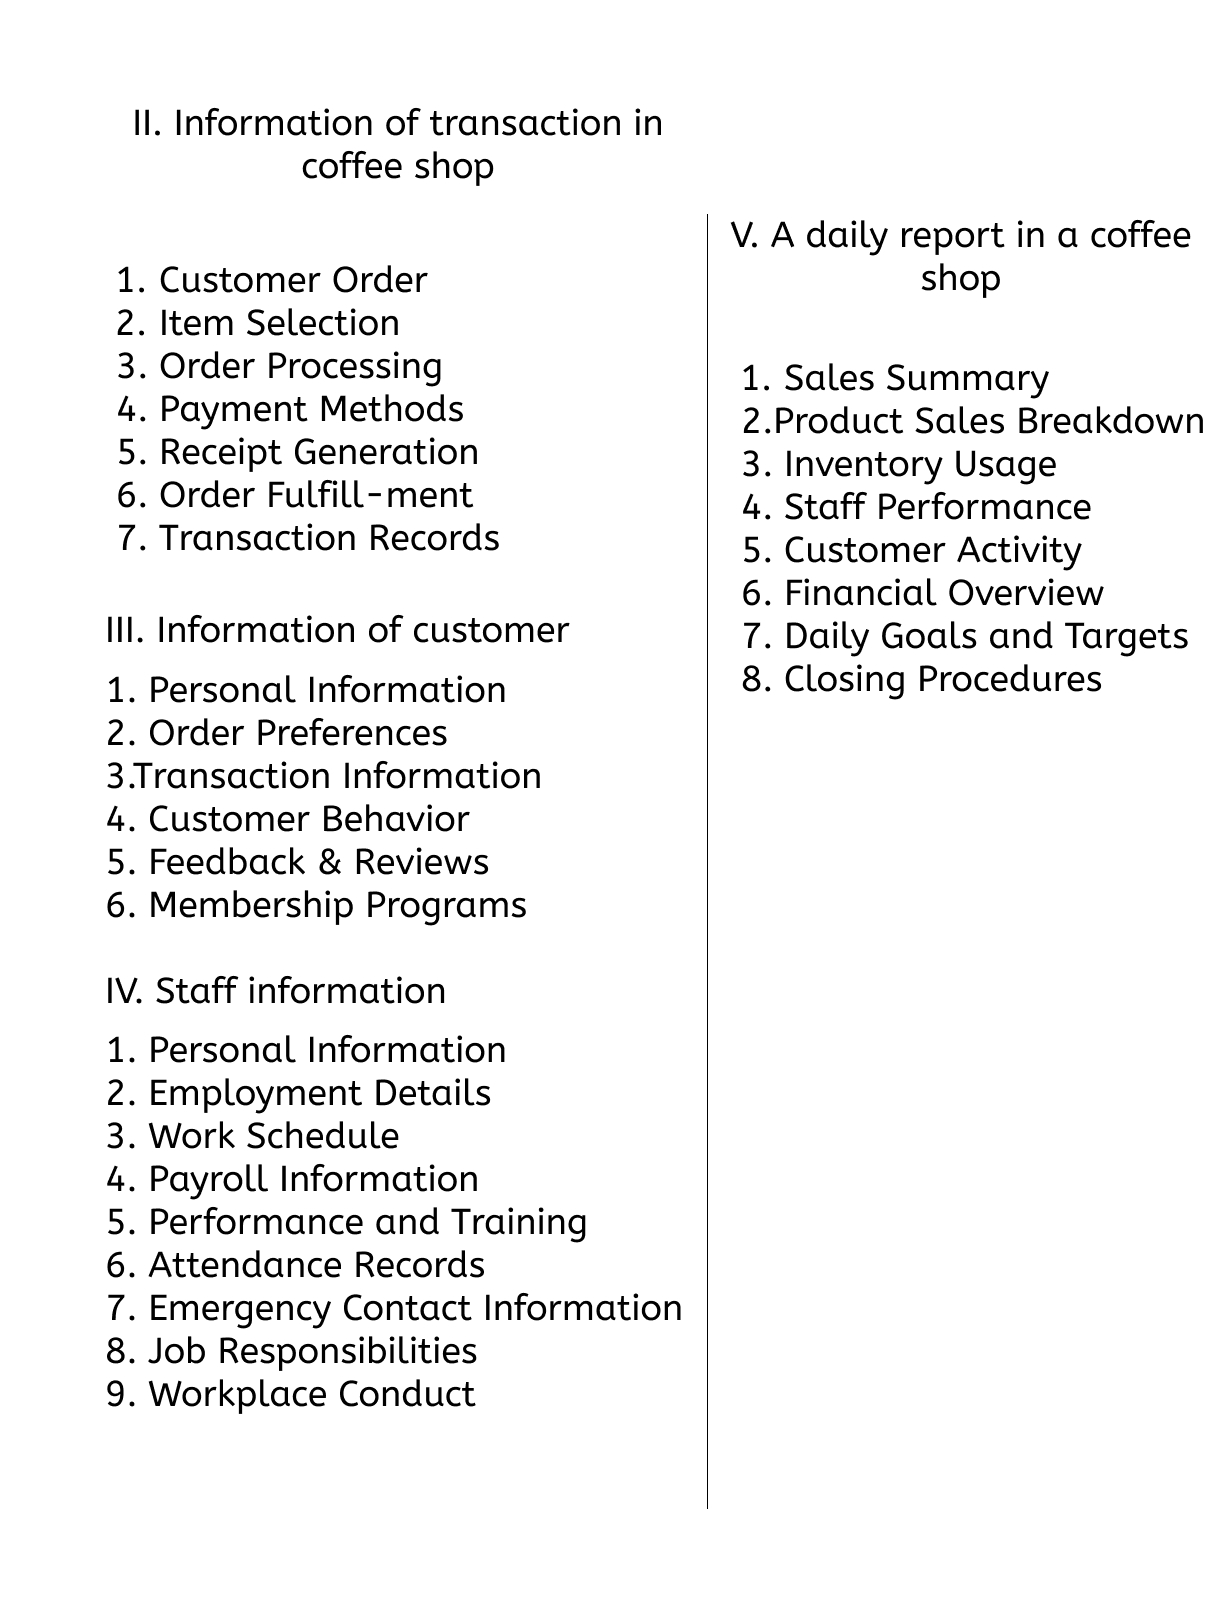 II. Information of transaction in
coffee shop
1. Customer Order
2. Item Selection
3. Order Processing
4. Payment Methods
5. Receipt Generation
6. Order Fulfill-ment
7. Transaction Records
III. Information of customer
1. Personal Information
2. Order Preferences
3.Transaction Information
4. Customer Behavior
5. Feedback & Reviews
6. Membership Programs
IV. Staff information
1. Personal Information
2. Employment Details
3. Work Schedule
4. Payroll Information
5. Performance and Training
6. Attendance Records
7. Emergency Contact Information
8. Job Responsibilities
9. Workplace Conduct
V. A daily report in a coffee
shop
1. Sales Summary
2.Product Sales Breakdown
3. Inventory Usage
4. Staff Performance
5. Customer Activity
6. Financial Overview
7. Daily Goals and Targets
8. Closing Procedures